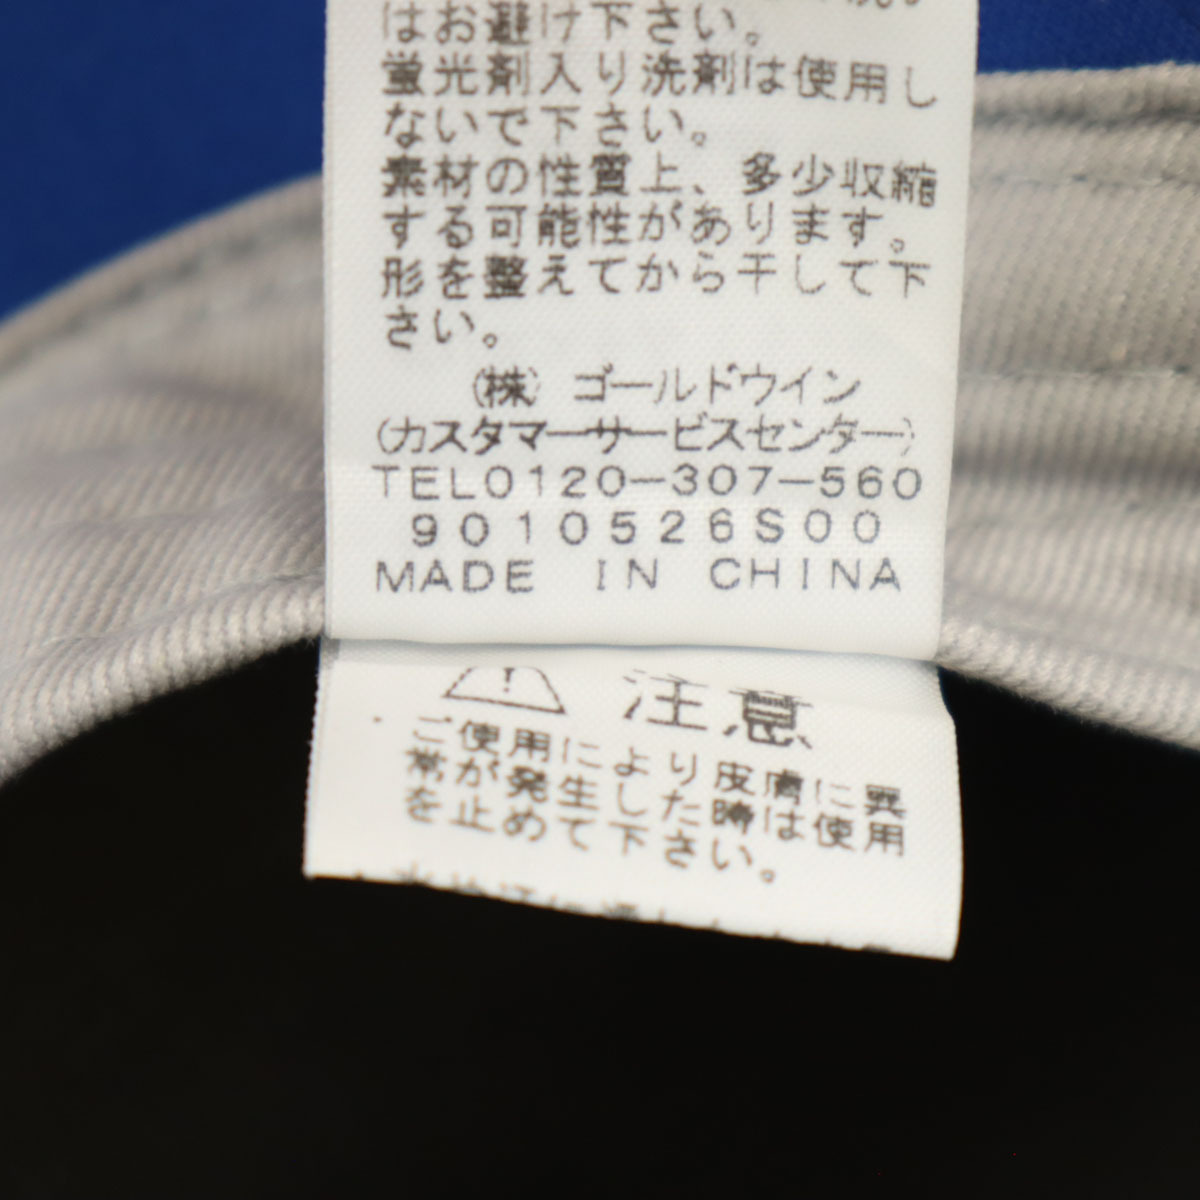 はお避け下さい。
蛍光剤入り洗剤は使用し
ないで下さい。
素材の性質上、多少収縮
する可能性があります。
形を整えてから干して下
さい。
(株) ゴールドウイン
(カスタマーサービスセンター)
TEL0120-307-560
9010526S00
MADE IN CHINA
注意
ご使用により皮膚に異
常が発生した時は使用
を止めて下さい。